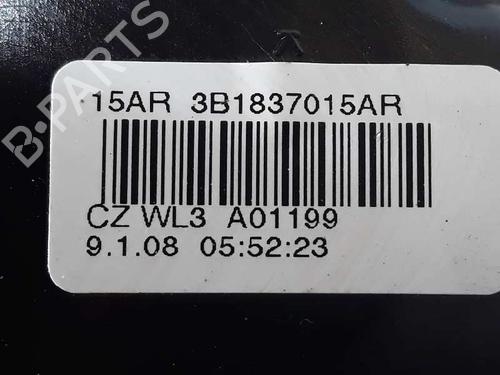 B-PARTS
15AR 3B1837015AR
CZ WL3 A01199
9.1.08 05:52:23